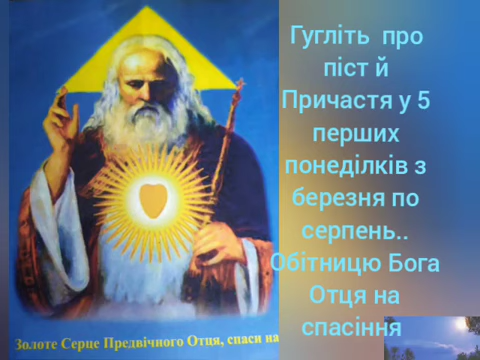 Гугліть про
піст й
Причастя у 5
перших
понеділків з
березня по
серпень..
Обітницю Бога
Отця на
спасіння
Золоте Серце Предвічного Отця, спаси на